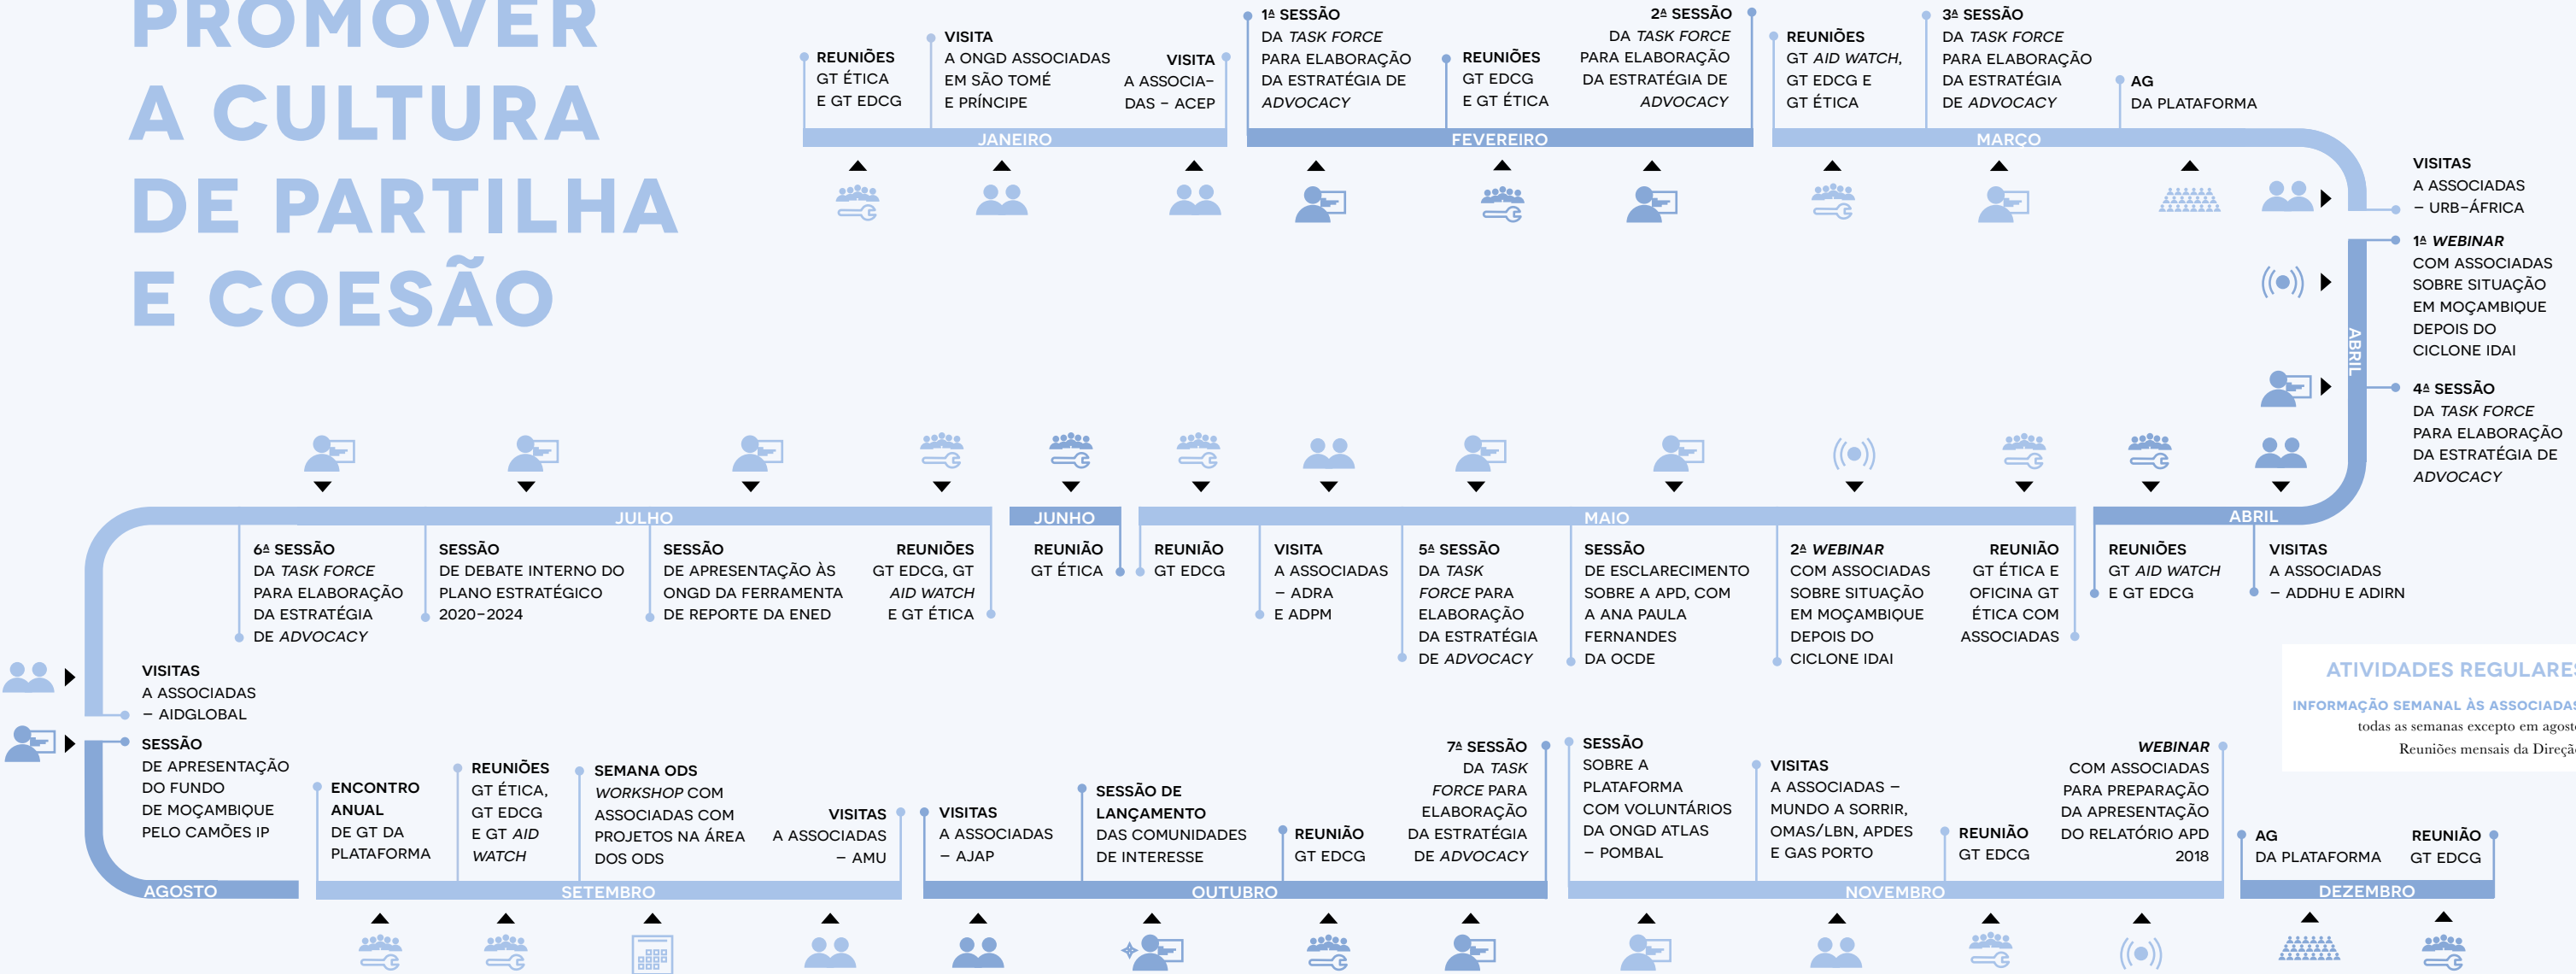 PROMOVER
A CULTURA
DE PARTILHA
E COESÃO
REUNIÕES
GT ÉTICA
E GT EDCG
VISITA
A ONGD ASSOCIADAS
EM SÃO TOMÉ
E PRÍNCIPE
VISITA
A ASSOCIA-
DAS – ACEP
JANEIRO
1ª SESSÃO
DA TASK FORCE
PARA ELABORAÇÃO
DA ESTRATÉGIA DE
ADVOCACY
REUNIÕES
GT EDCG
E GT ÉTICA
2ª SESSÃO
DA TASK FORCE
PARA ELABORAÇÃO
DA ESTRATÉGIA DE
ADVOCACY
FEVEREIRO
REUNIÕES
GT AID WATCH,
GT EDCG E
GT ÉTICA
3ª SESSÃO
DA TASK FORCE
PARA ELABORAÇÃO
DA ESTRATÉGIA
DE ADVOCACY
AG
DA PLATAFORMA
MARÇO
VISITAS
A ASSOCIADAS
– URB-ÁFRICA
1ª WEBINAR
COM ASSOCIADAS
SOBRE SITUAÇÃO
EM MOÇAMBIQUE
DEPOIS DO
CICLONE IDAI
ABRIL
4ª SESSÃO
DA TASK FORCE
PARA ELABORAÇÃO
DA ESTRATÉGIA DE
ADVOCACY
ABRIL
VISITAS
A ASSOCIADAS
– ADDHU E ADIRN
REUNIÕES
GT AID WATCH
E GT EDCG
MAIO
REUNIÃO
GT ÉTICA E
OFICINA GT
ÉTICA COM
ASSOCIADAS
2ª WEBINAR
COM ASSOCIADAS
SOBRE SITUAÇÃO
EM MOÇAMBIQUE
DEPOIS DO
CICLONE IDAI
SESSÃO
DE ESCLARECIMENTO
SOBRE A APD, COM
A ANA PAULA
FERNANDES
DA OCDE
5ª SESSÃO
DA TASK
FORCE PARA
ELABORAÇÃO
DA ESTRATÉGIA
DE ADVOCACY
VISITA
A ASSOCIADAS
– ADRA
E ADPM
REUNIÃO
GT EDCG
JUNHO
REUNIÃO
GT ÉTICA
JULHO
REUNIÕES
GT EDCG, GT
AID WATCH
E GT ÉTICA
SESSÃO
DE APRESENTAÇÃO ÀS
ONGD DA FERRAMENTA
DE REPORTE DA ENED
SESSÃO
DE DEBATE INTERNO DO
PLANO ESTRATÉGICO
2020-2024
6ª SESSÃO
DA TASK FORCE
PARA ELABORAÇÃO
DA ESTRATÉGIA
DE ADVOCACY
VISITAS
A ASSOCIADAS
– AIDGLOBAL
SESSÃO
DE APRESENTAÇÃO
DO FUNDO
DE MOÇAMBIQUE
PELO CAMÕES IP
AGOSTO
ENCONTRO
ANUAL
DE GT DA
PLATAFORMA
REUNIÕES
GT ÉTICA,
GT EDCG
E GT AID
WATCH
SEMANA ODS
WORKSHOP COM
ASSOCIADAS COM
PROJETOS NA ÁREA
DOS ODS
VISITAS
A ASSOCIADAS
– AMU
SETEMBRO
VISITAS
A ASSOCIADAS
– AJAP
SESSÃO DE
LANÇAMENTO
DAS COMUNIDADES
DE INTERESSE
REUNIÃO
GT EDCG
7ª SESSÃO
DA TASK
FORCE PARA
ELABORAÇÃO
DA ESTRATÉGIA
DE ADVOCACY
OUTUBRO
SESSÃO
SOBRE A
PLATAFORMA
COM VOLUNTÁRIOS
DA ONGD ATLAS
– POMBAL
VISITAS
A ASSOCIADAS –
MUNDO A SORRIR,
OMAS/LBN, APDES
E GAS PORTO
REUNIÃO
GT EDCG
WEBINAR
COM ASSOCIADAS
PARA PREPARAÇÃO
DA APRESENTAÇÃO
DO RELATÓRIO APD
2018
NOVEMBRO
AG
DA PLATAFORMA
REUNIÃO
GT EDCG
DEZEMBRO
ATIVIDADES REGULARES
INFORMAÇÃO SEMANAL ÀS ASSOCIADAS
todas as semanas excepto em agosto
Reuniões mensais da Direção